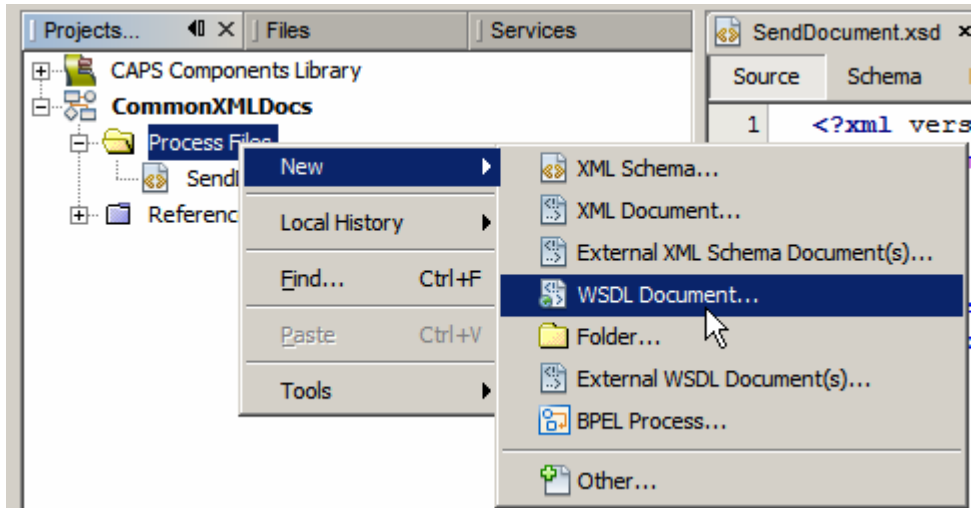 Projects... Files Services SendDocument.xsd
CAPS Components Library
Source Schema
CommonXMLDocs
1 <?xml vers
Process Files
New
XML Schema...
Send
Local History
XML Document...
Referenc
External XML Schema Document(s)...
Find... Ctrl+F
WSDL Document...
Paste Ctrl+V
Folder...
Tools
External WSDL Document(s)...
BPEL Process...
Other...